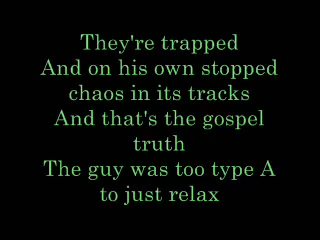 They're trapped
And on his own stopped
chaos in its tracks
And that's the gospel
truth
The guy was too type A
to just relax